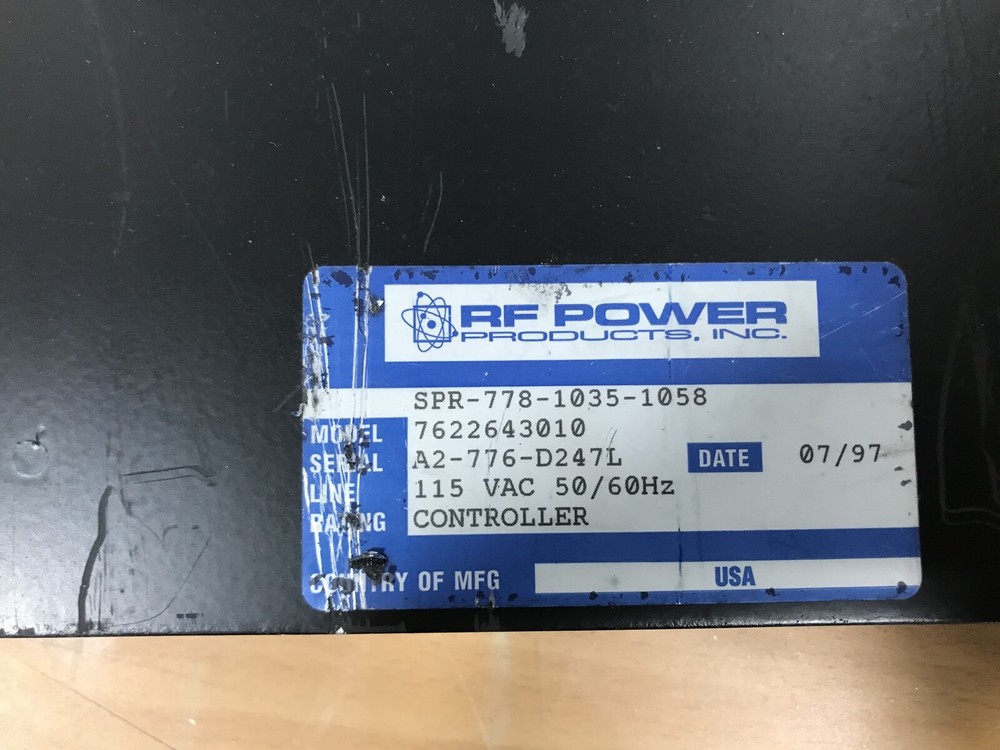 RF POWER
PRODUCTS, INC.
SPR-778-1035-1058
MODEL 7622643010
SERIAL A2-776-D247L DATE 07/97
LINE 115 VAC 50/60Hz
RATING CONTROLLER
COUNTRY OF MFG USA